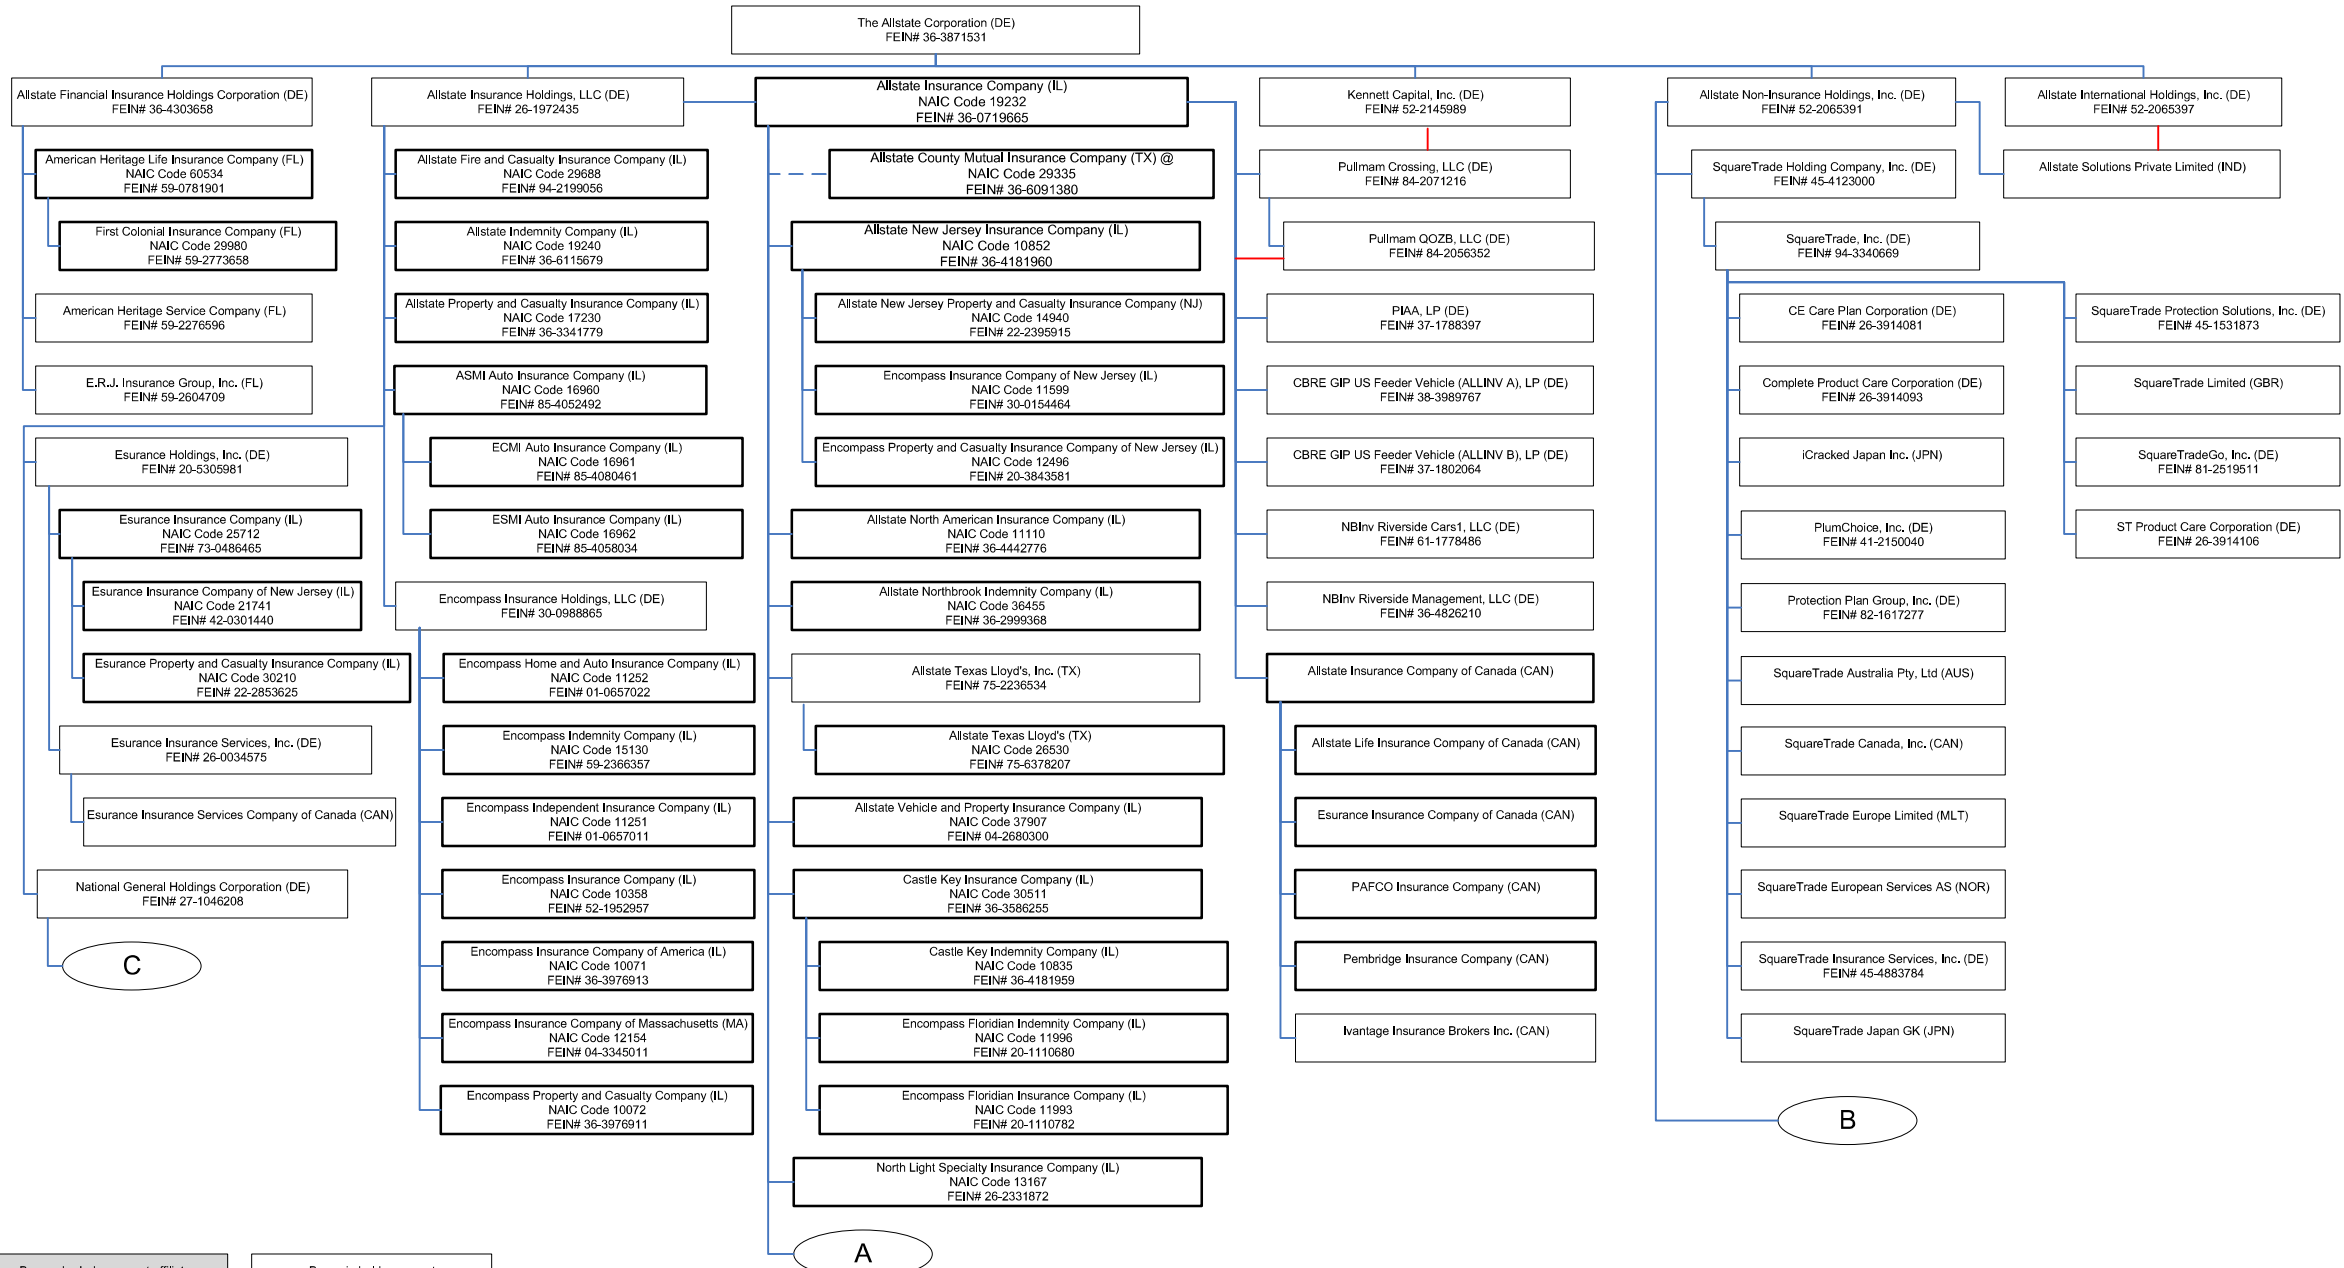 The Allstate Corporation (DE)
FEIN# 36-3871531
Allstate Financial Insurance Holdings Corporation (DE)
FEIN# 36-4303658
American Heritage Life Insurance Company (FL)
NAIC Code 60534
FEIN# 59-0781901
First Colonial Insurance Company (FL)
NAIC Code 29980
FEIN# 59-2773658
American Heritage Service Company (FL)
FEIN# 59-2276596
E.R.J. Insurance Group, Inc. (FL)
FEIN# 59-2604709
Esurance Holdings, Inc. (DE)
FEIN# 20-5305981
Esurance Insurance Company (IL)
NAIC Code 25712
FEIN# 73-0486465
Esurance Insurance Company of New Jersey (IL)
NAIC Code 21741
FEIN# 42-0301440
Esurance Property and Casualty Insurance Company (IL)
NAIC Code 30210
FEIN# 22-2853625
Esurance Insurance Services, Inc. (DE)
FEIN# 26-0034575
Esurance Insurance Services Company of Canada (CAN)
National General Holdings Corporation (DE)
FEIN# 27-1046208
C
Allstate Insurance Holdings, LLC (DE)
FEIN# 26-1972435
Allstate Fire and Casualty Insurance Company (IL)
NAIC Code 29688
FEIN# 94-2199056
Allstate Indemnity Company (IL)
NAIC Code 19240
FEIN# 36-6115679
Allstate Property and Casualty Insurance Company (IL)
NAIC Code 17230
FEIN# 36-3341779
ASMI Auto Insurance Company (IL)
NAIC Code 16960
FEIN# 85-4052492
ECMI Auto Insurance Company (IL)
NAIC Code 16961
FEIN# 85-4080461
ESMI Auto Insurance Company (IL)
NAIC Code 16962
FEIN# 85-4058034
Encompass Insurance Holdings, LLC (DE)
FEIN# 30-0988865
Encompass Home and Auto Insurance Company (IL)
NAIC Code 11252
FEIN# 01-0657022
Encompass Indemnity Company (IL)
NAIC Code 15130
FEIN# 59-2366357
Encompass Independent Insurance Company (IL)
NAIC Code 11251
FEIN# 01-0657011
Encompass Insurance Company (IL)
NAIC Code 10358
FEIN# 52-1952957
Encompass Insurance Company of America (IL)
NAIC Code 10071
FEIN# 36-3976913
Encompass Insurance Company of Massachusetts (MA)
NAIC Code 12154
FEIN# 04-3345011
Encompass Property and Casualty Company (IL)
NAIC Code 10072
FEIN# 36-3976911
Allstate Insurance Company (IL)
NAIC Code 19232
FEIN# 36-0719665
Allstate County Mutual Insurance Company (TX) @
NAIC Code 29335
FEIN# 36-6091380
Allstate New Jersey Insurance Company (IL)
NAIC Code 10852
FEIN# 36-4181960
Allstate New Jersey Property and Casualty Insurance Company (NJ)
NAIC Code 14940
FEIN# 22-2395915
Encompass Insurance Company of New Jersey (IL)
NAIC Code 11599
FEIN# 30-0154464
Encompass Property and Casualty Insurance Company of New Jersey (IL)
NAIC Code 12496
FEIN# 20-3843581
Allstate North American Insurance Company (IL)
NAIC Code 11110
FEIN# 36-4442776
Allstate Northbrook Indemnity Company (IL)
NAIC Code 36455
FEIN# 36-2999368
Allstate Texas Lloyd's, Inc. (TX)
FEIN# 75-2236534
Allstate Texas Lloyd's (TX)
NAIC Code 26530
FEIN# 75-6378207
Allstate Vehicle and Property Insurance Company (IL)
NAIC Code 37907
FEIN# 04-2680300
Castle Key Insurance Company (IL)
NAIC Code 30511
FEIN# 36-3586255
Castle Key Indemnity Company (IL)
NAIC Code 10835
FEIN# 36-4181959
Encompass Floridian Indemnity Company (IL)
NAIC Code 11996
FEIN# 20-1110680
Encompass Floridian Insurance Company (IL)
NAIC Code 11993
FEIN# 20-1110782
North Light Specialty Insurance Company (IL)
NAIC Code 13167
FEIN# 26-2331872
A
Kennett Capital, Inc. (DE)
FEIN# 52-2145989
Pullmam Crossing, LLC (DE)
FEIN# 84-2071216
Pullmam QOZB, LLC (DE)
FEIN# 84-2056352
PIAA, LP (DE)
FEIN# 37-1788397
CBRE GIP US Feeder Vehicle (ALLINV A), LP (DE)
FEIN# 38-3989767
CBRE GIP US Feeder Vehicle (ALLINV B), LP (DE)
FEIN# 37-1802064
NBInv Riverside Cars1, LLC (DE)
FEIN# 61-1778486
NBInv Riverside Management, LLC (DE)
FEIN# 36-4826210
Allstate Insurance Company of Canada (CAN)
Allstate Life Insurance Company of Canada (CAN)
Esurance Insurance Company of Canada (CAN)
PAFCO Insurance Company (CAN)
Pembridge Insurance Company (CAN)
Ivantage Insurance Brokers Inc. (CAN)
Allstate Non-Insurance Holdings, Inc. (DE)
FEIN# 52-2065391
SquareTrade Holding Company, Inc. (DE)
FEIN# 45-4123000
SquareTrade, Inc. (DE)
FEIN# 94-3340669
CE Care Plan Corporation (DE)
FEIN# 26-3914081
Complete Product Care Corporation (DE)
FEIN# 26-3914093
iCracked Japan Inc. (JPN)
PlumChoice, Inc. (DE)
FEIN# 41-2150040
Protection Plan Group, Inc. (DE)
FEIN# 82-1617277
SquareTrade Australia Pty, Ltd (AUS)
SquareTrade Canada, Inc. (CAN)
SquareTrade Europe Limited (MLT)
SquareTrade European Services AS (NOR)
SquareTrade Insurance Services, Inc. (DE)
FEIN# 45-4883784
SquareTrade Japan GK (JPN)
B
Allstate International Holdings, Inc. (DE)
FEIN# 52-2065397
Allstate Solutions Private Limited (IND)
SquareTrade Protection Solutions, Inc. (DE)
FEIN# 45-1531873
SquareTrade Limited (GBR)
SquareTradeGo, Inc. (DE)
FEIN# 81-2519511
ST Product Care Corporation (DE)
FEIN# 26-3914106